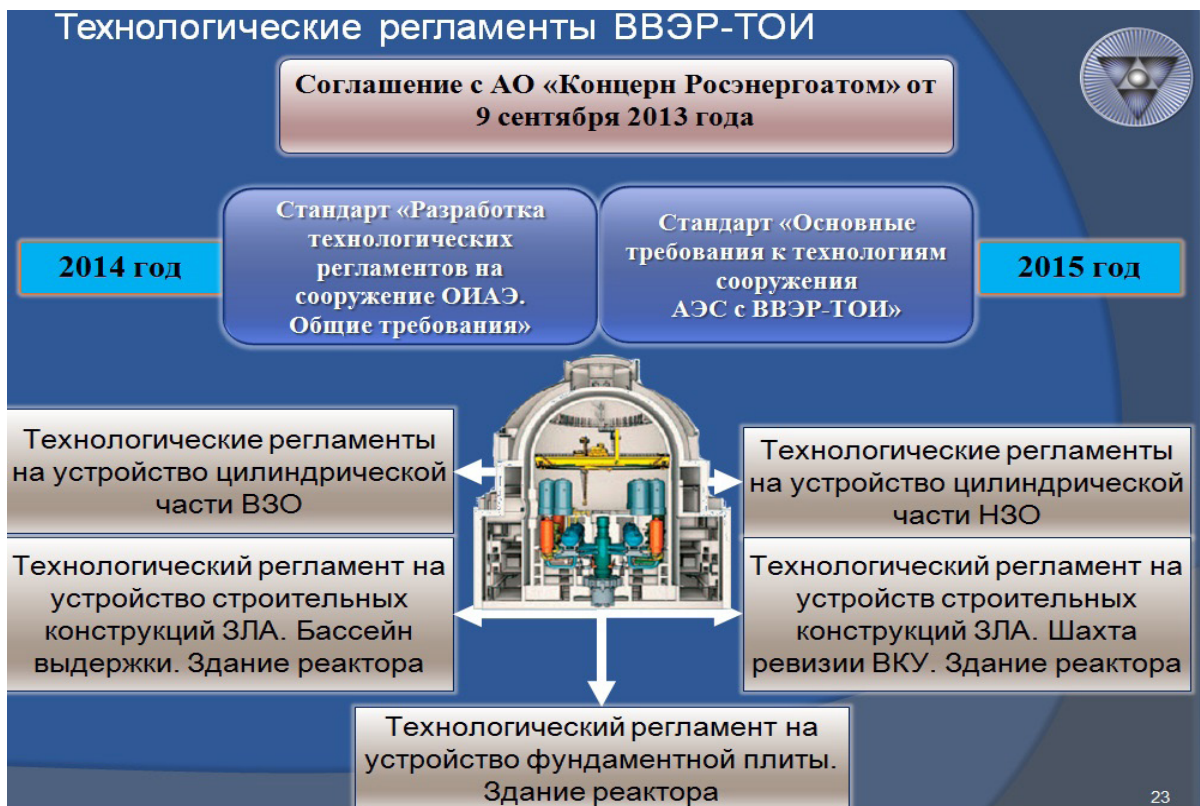 Технологические регламенты ВВЭР-ТОИ
Соглашение с АО «Концерн Росэнергоатом» от
9 сентября 2013 года
2014 год
Стандарт «Разработка
технологических
регламентов на
сооружение ОИАЭ.
Общие требования»
Стандарт «Основные
требования к технологиям
сооружения
АЭС с ВВЭР-ТОИ»
2015 год
Технологические регламенты
на устройство цилиндрической
части ВЗО
Технологические регламенты
на устройство цилиндрической
части НЗО
Технологический регламент на
устройство строительных
конструкций ЗЛА. Бассейн
выдержки. Здание реактора
Технологический регламент на
устройств строительных
конструкций ЗЛА. Шахта
ревизии ВКУ. Здание реактора
Технологический регламент на
устройство фундаментной плиты.
Здание реактора
23